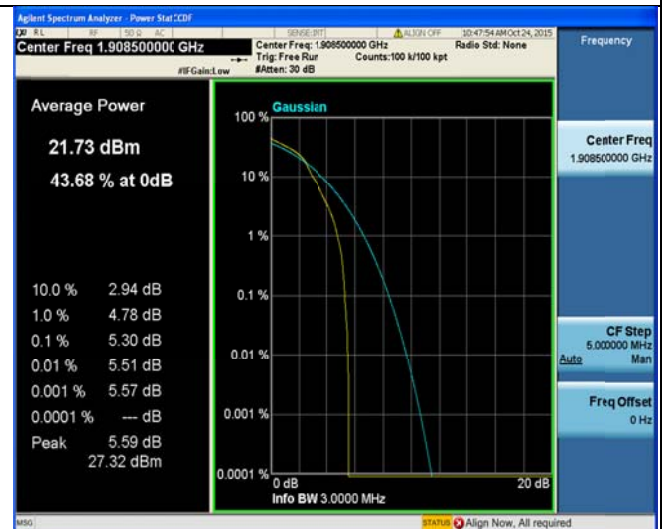 Agilent Spectrum Analyzer - Power Stat CCDF
RL RF 50 Ω AC SENSE:INT ALIGN OFF 10:47:54 AM Oct 24, 2015
Center Freq 1.908500000 GHz
Center Freq: 1.908500000 GHz Radio Std: None
Trig: Free Run Counts:100 k/100 kpt
#IFGain:Low #Atten: 30 dB
Frequency
Average Power
21.73 dBm
43.68 % at 0dB
10.0 % 2.94 dB
1.0 % 4.78 dB
0.1 % 5.30 dB
0.01 % 5.51 dB
0.001 % 5.57 dB
0.0001 % --- dB
Peak 5.59 dB
27.32 dBm
Gaussian
100 %
10 %
1 %
0.1 %
0.01 %
0.001 %
0.0001 %
0 dB 20 dB
Info BW 3.0000 MHz
Center Freq
1.908500000 GHz
CF Step
5.000000 MHz
Auto Man
Freq Offset
0 Hz
MSG STATUS Align Now, All required